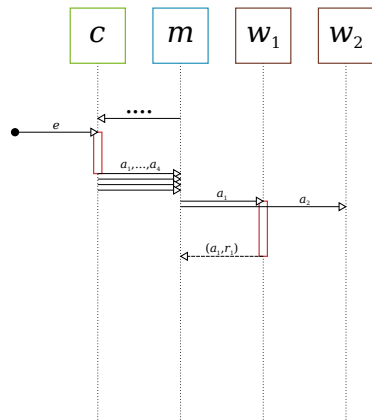 c m w₁ w₂
••••
e
a₁,...,a₄
a₁
a₂
(a₁,r₁)